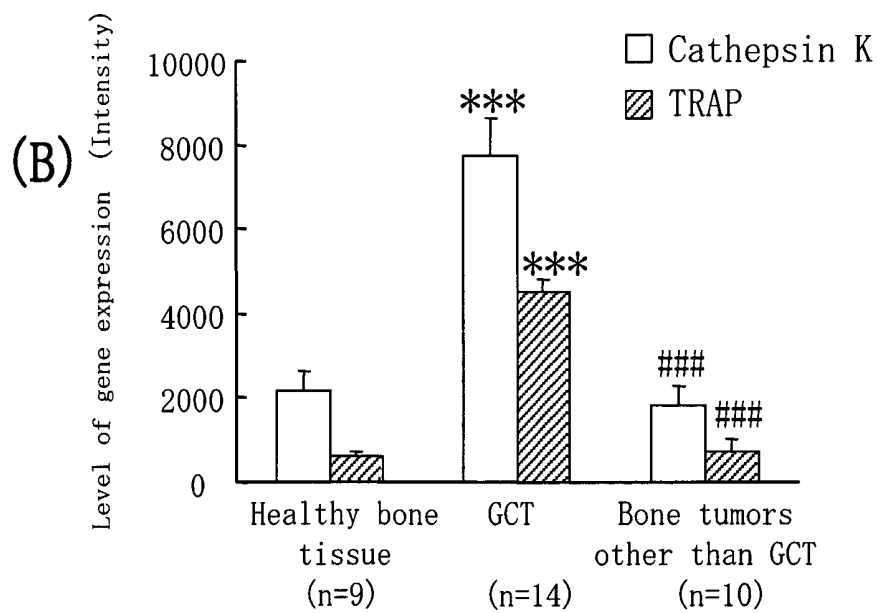 (B)
Level of gene expression (Intensity)
Cathepsin K
TRAP
10000
8000
6000
4000
2000
0
***
***
###
###
Healthy bone
tissue
(n=9)
GCT
(n=14)
Bone tumors
other than GCT
(n=10)